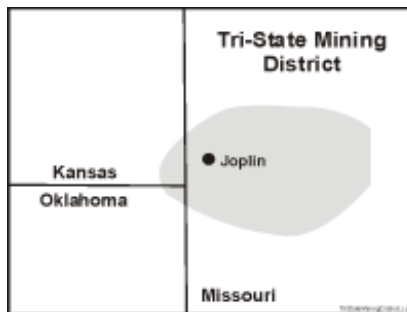 Tri-State Mining
District
Joplin
Kansas
Oklahoma
Missouri